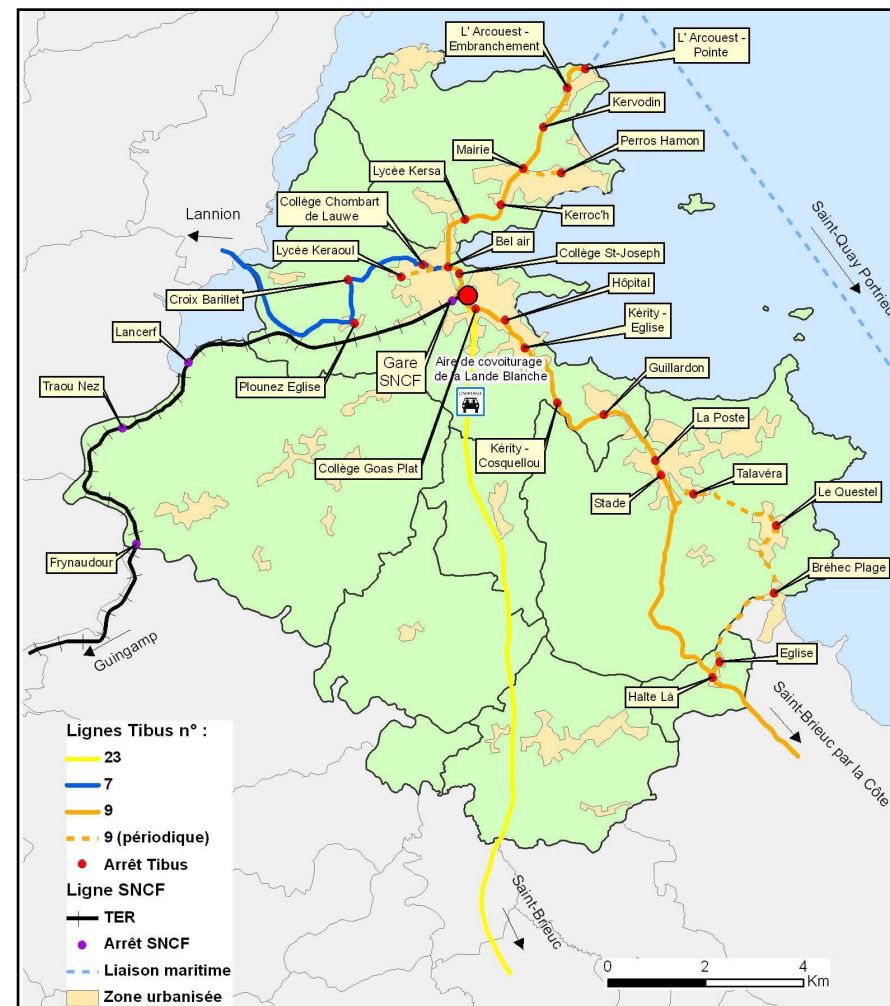 L' Arcouest -
Embranchement
L' Arcouest -
Pointe
Kervodin
Mairie
Perros Hamon
Lycée Kersa
Collège Chombart
de Lauwe
Kerroc'h
Lannion
Lycée Keraoul
Bel air
Collège St-Joseph
Saint-Quay Portrieux
Croix Barillet
Hôpital
Lancerf
Kérity -
Eglise
Gare
SNCF
Aire de covoiturage
de la Lande Blanche
Guillardon
Traou Nez
Plounez Eglise
La Poste
Collège Goas Plat
Kérity -
Cosquellou
Talavéra
Stade
Le Questel
Frynaudour
Bréhec Plage
Guingamp
Eglise
Halte Là
Saint-Brieuc par la Côte
Saint-Brieuc
Lignes Tibus n° :
23
7
9
9 (périodique)
Arrêt Tibus
Ligne SNCF
TER
Arrêt SNCF
Liaison maritime
Zone urbanisée
0 2 4
Km